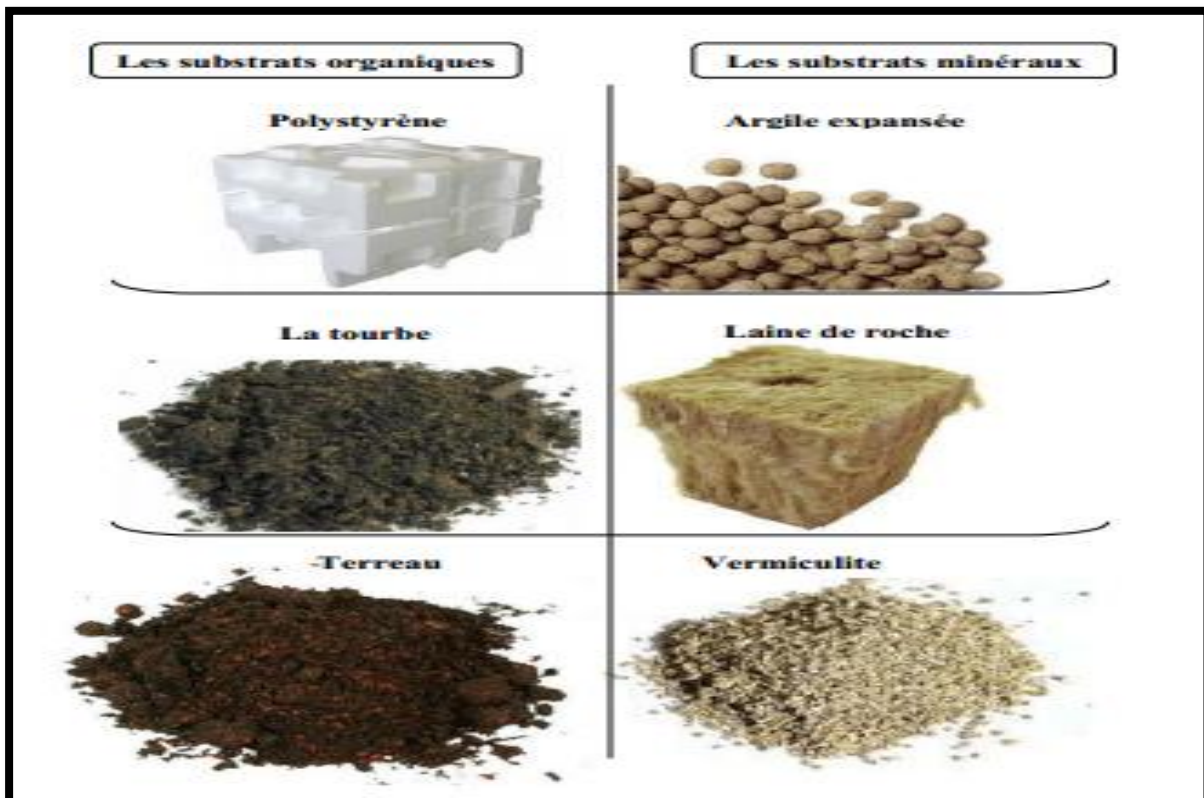 Les substrats organiques
Les substrats minéraux
Polystyrène
Argile expansée
La tourbe
Laine de roche
-Terreau
Vermiculite